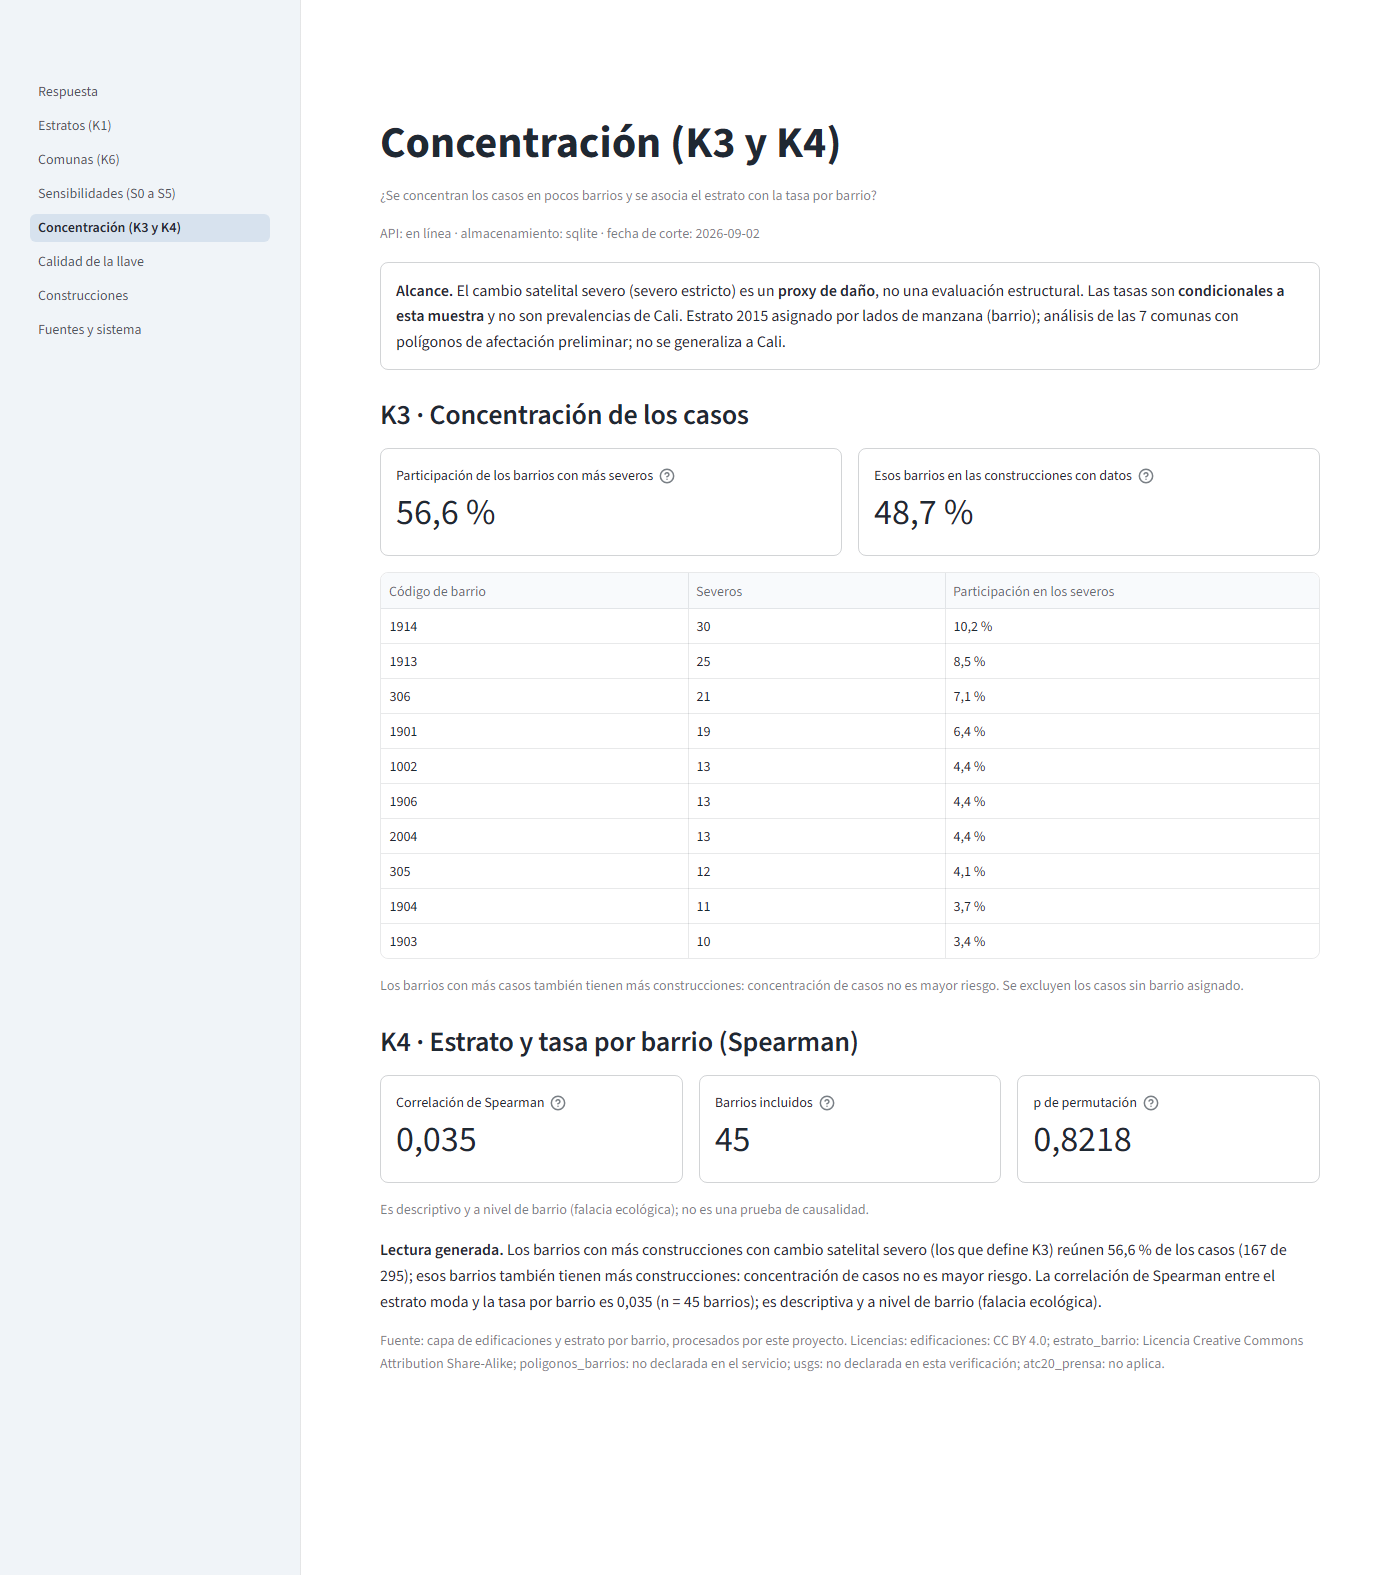 Respuesta
Estratos (K1)
Comunas (K6)
Sensibilidades (S0 a S5)
Concentración (K3 y K4)
Calidad de la llave
Construcciones
Fuentes y sistema
Concentración (K3 y K4)
¿Se concentran los casos en pocos barrios y se asocia el estrato con la tasa por barrio?
API: en línea · almacenamiento: sqlite · fecha de corte: 2026-09-02
Alcance. El cambio satelital severo (severo estricto) es un proxy de daño, no una evaluación estructural. Las tasas son condicionales a
esta muestra y no son prevalencias de Cali. Estrato 2015 asignado por lados de manzana (barrio); análisis de las 7 comunas con
polígonos de afectación preliminar; no se generaliza a Cali.
K3 · Concentración de los casos
Participación de los barrios con más severos
56,6 %
Esos barrios en las construcciones con datos
48,7 %
Código de barrio Severos Participación en los severos
1914 30 10,2 %
1913 25 8,5 %
306 21 7,1 %
1901 19 6,4 %
1002 13 4,4 %
1906 13 4,4 %
2004 13 4,4 %
305 12 4,1 %
1904 11 3,7 %
1903 10 3,4 %
Los barrios con más casos también tienen más construcciones: concentración de casos no es mayor riesgo. Se excluyen los casos sin barrio asignado.
K4 · Estrato y tasa por barrio (Spearman)
Correlación de Spearman
0,035
Barrios incluidos
45
p de permutación
0,8218
Es descriptivo y a nivel de barrio (falacia ecológica); no es una prueba de causalidad.
Lectura generada. Los barrios con más construcciones con cambio satelital severo (los que define K3) reúnen 56,6 % de los casos (167 de
295); esos barrios también tienen más construcciones: concentración de casos no es mayor riesgo. La correlación de Spearman entre el
estrato moda y la tasa por barrio es 0,035 (n = 45 barrios); es descriptiva y a nivel de barrio (falacia ecológica).
Fuente: capa de edificaciones y estrato por barrio, procesados por este proyecto. Licencias: edificaciones: CC BY 4.0; estrato_barrio: Licencia Creative Commons
Attribution Share-Alike; poligonos_barrios: no declarada en el servicio; usgs: no declarada en esta verificación; atc20_prensa: no aplica.